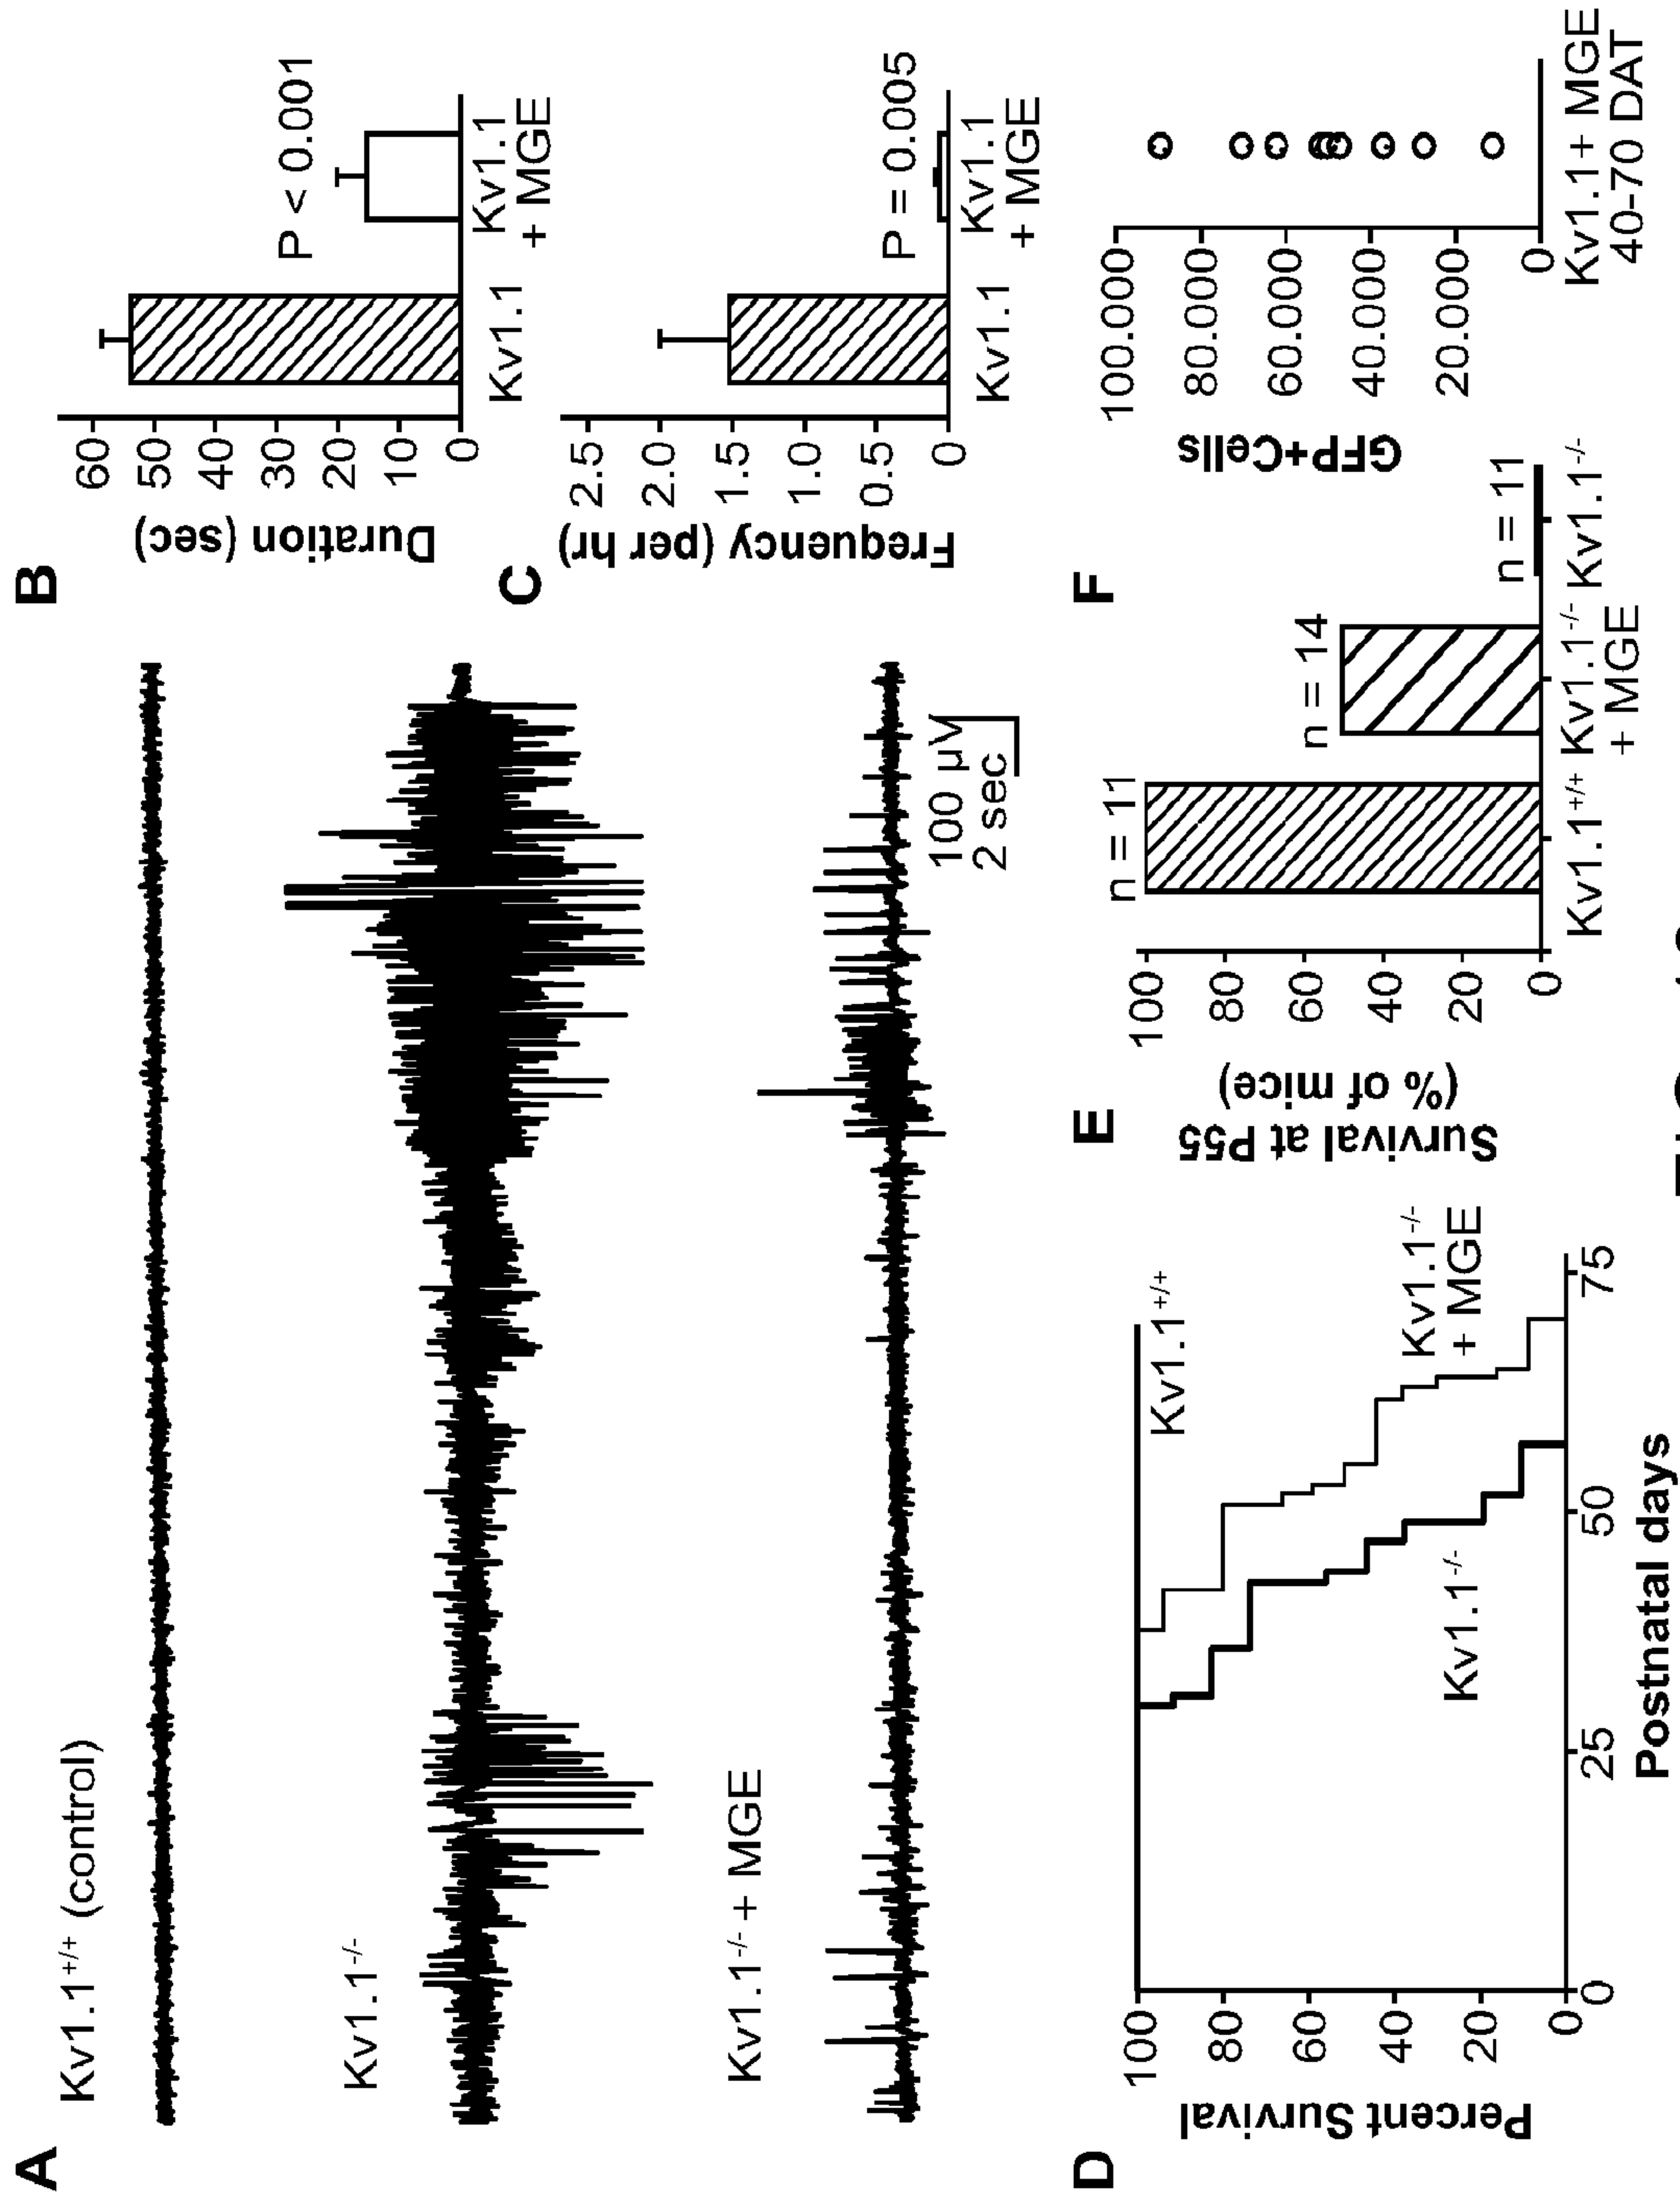 A
Kv1.1+/+ (control)
Kv1.1-/-
Kv1.1-/- + MGE
100 µV
2 sec
B
Duration (sec)
60
50
40
30
20
10
0
P < 0.001
Kv1.1
Kv1.1
+ MGE
C
Frequency (per hr)
2.5
2.0
1.5
1.0
0.5
0
P = 0.005
Kv1.1
Kv1.1
+ MGE
D
Percent Survival
100
80
60
40
20
0
0
25
50
75
Postnatal days
Kv1.1+/+
Kv1.1-/-
+ MGE
Kv1.1-/-
E
Survival at P55
(% of mice)
100
80
60
40
20
0
n = 11
n = 14
n = 11
Kv1.1+/+
Kv1.1-/-
+ MGE
Kv1.1-/-
F
GFP+Cells
100.000
80.000
60.000
40.000
20.000
0
Kv1.1+ MGE
40-70 DAT